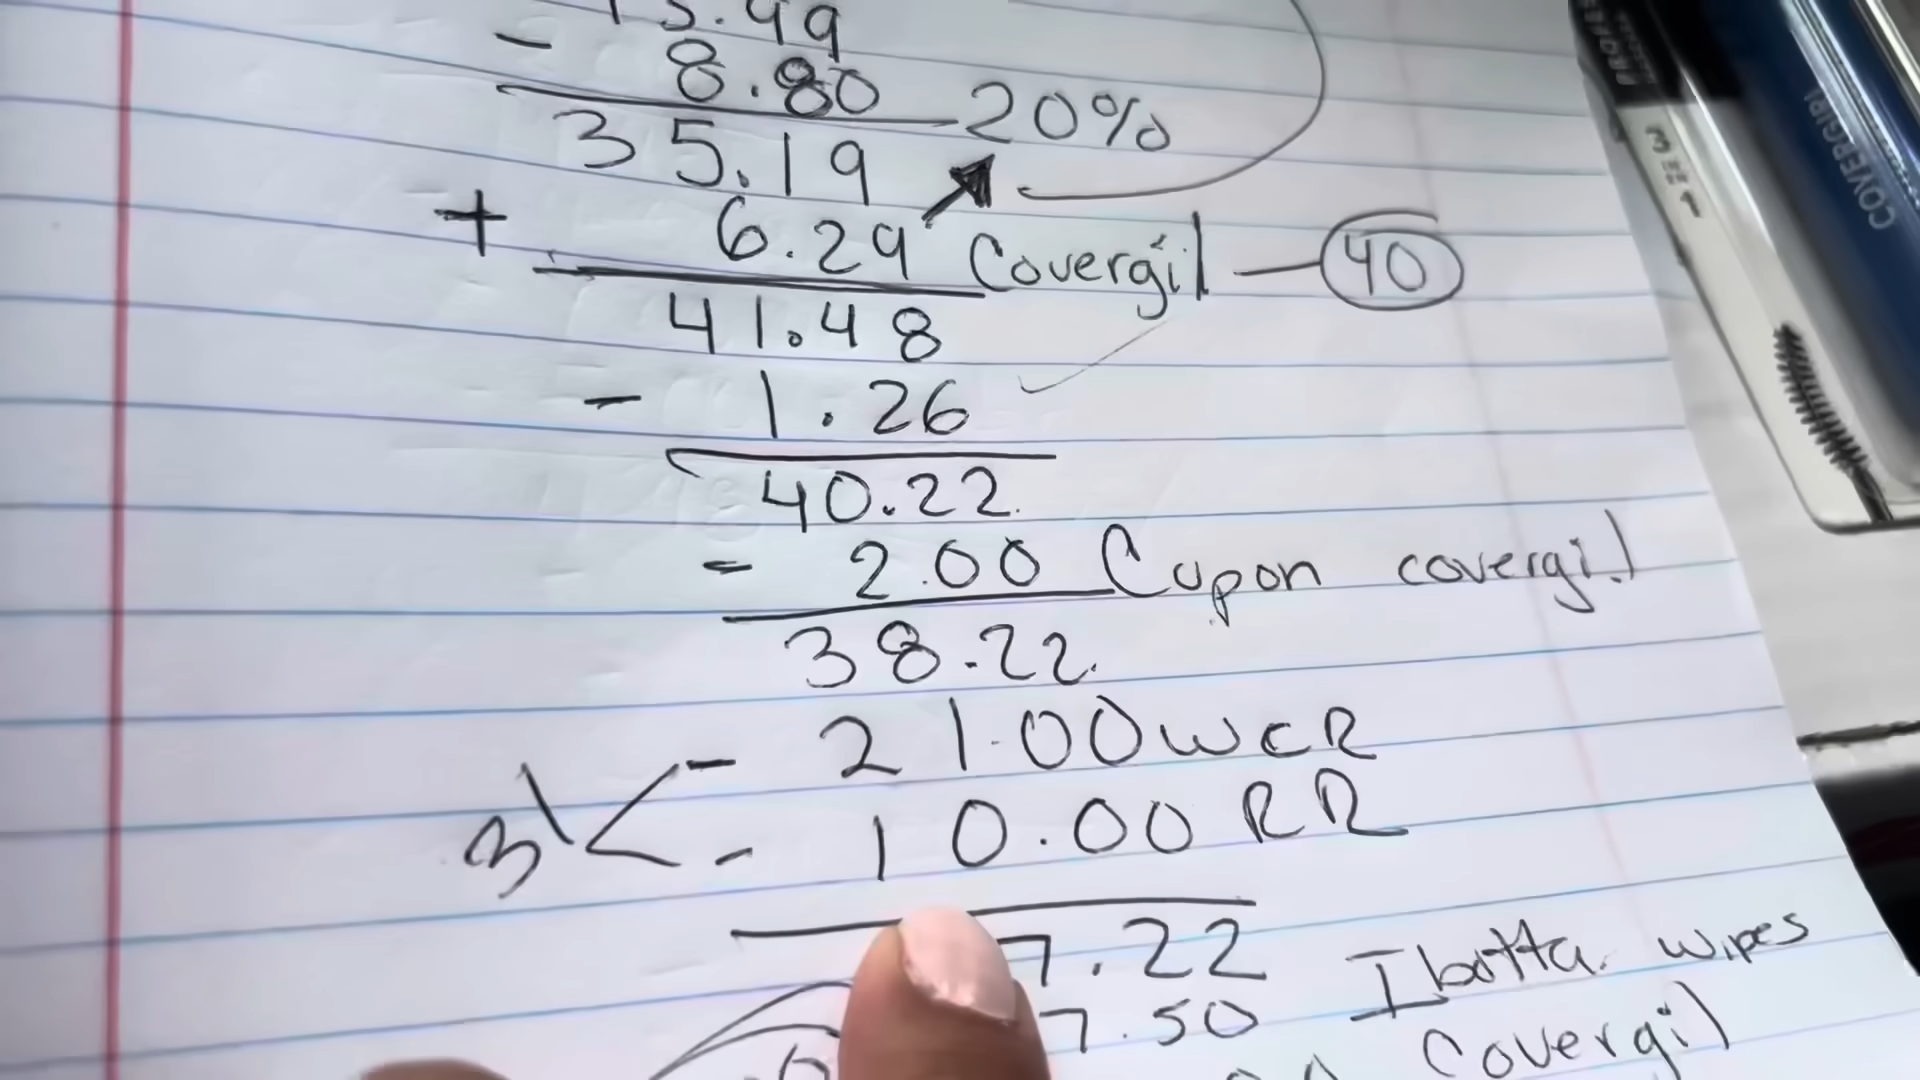 - 8.80 20%
35.19
+ 6.29 Covergil — 40
41.48
- 1.26
40.22
- 2.00 Cupon covergil
38.22
- 21.00 WCR
3
- 10.00 RR
7.22 Ibotta wipes
7.50 Covergil
COVERGIRL